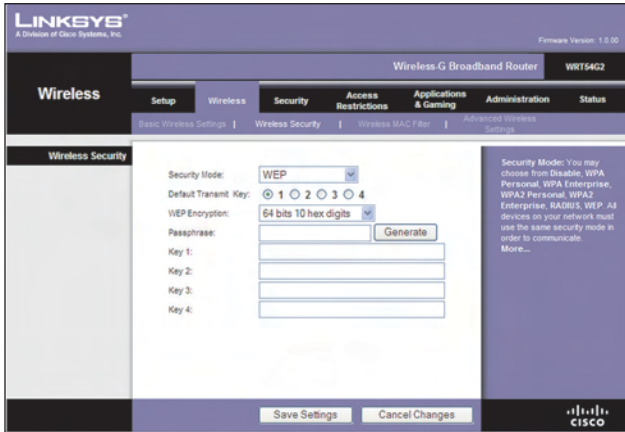 LINKSYS®
A Division of Cisco Systems, Inc.
Firmware Version: 1.0.00
Wireless-G Broadband Router
WRT54G2
Wireless
Setup
Wireless
Security
Access Restrictions
Applications & Gaming
Administration
Status
Basic Wireless Settings |
Wireless Security
| Wireless MAC Filter |
Advanced Wireless Settings
Wireless Security
Security Mode: WEP
Default Transmit Key: 1 2 3 4
WEP Encryption: 64 bits 10 hex digits
Passphrase: Generate
Key 1:
Key 2:
Key 3:
Key 4:
Security Mode: You may
choose from Disable, WPA
Personal, WPA Enterprise,
WPA2 Personal, WPA2
Enterprise, RADIUS, WEP. All
devices on your network must
use the same security mode in
order to communicate.
More...
Save Settings
Cancel Changes
CISCO